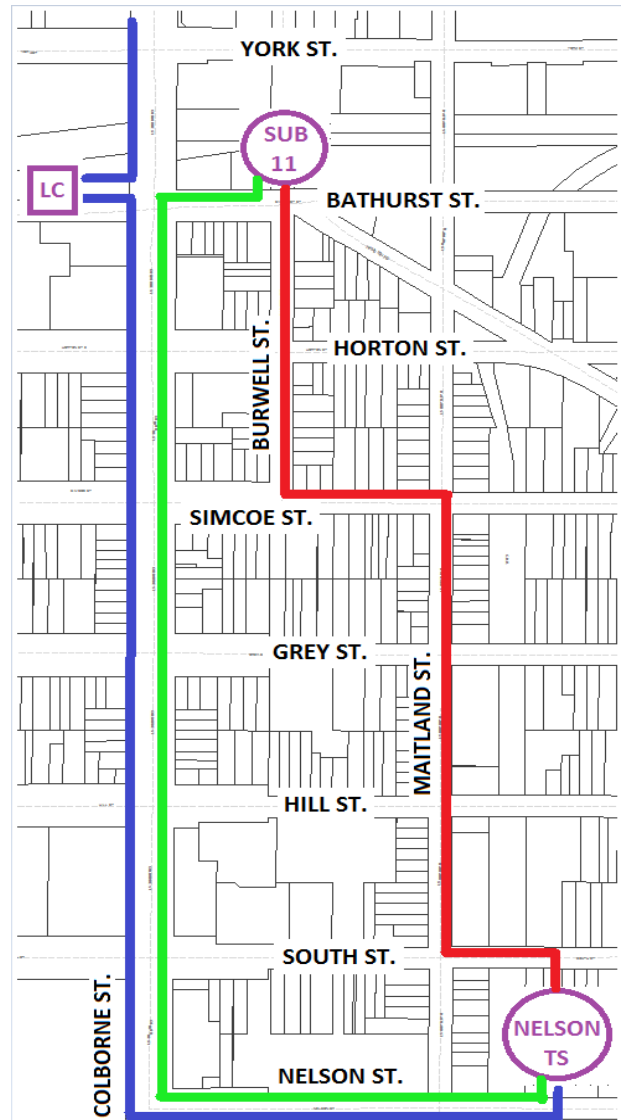 YORK ST.
SUB
11
LC
BATHURST ST.
BURWELL ST.
HORTON ST.
SIMCOE ST.
GREY ST.
MAITLAND ST.
HILL ST.
SOUTH ST.
COLBORNE ST.
NELSON
TS
NELSON ST.